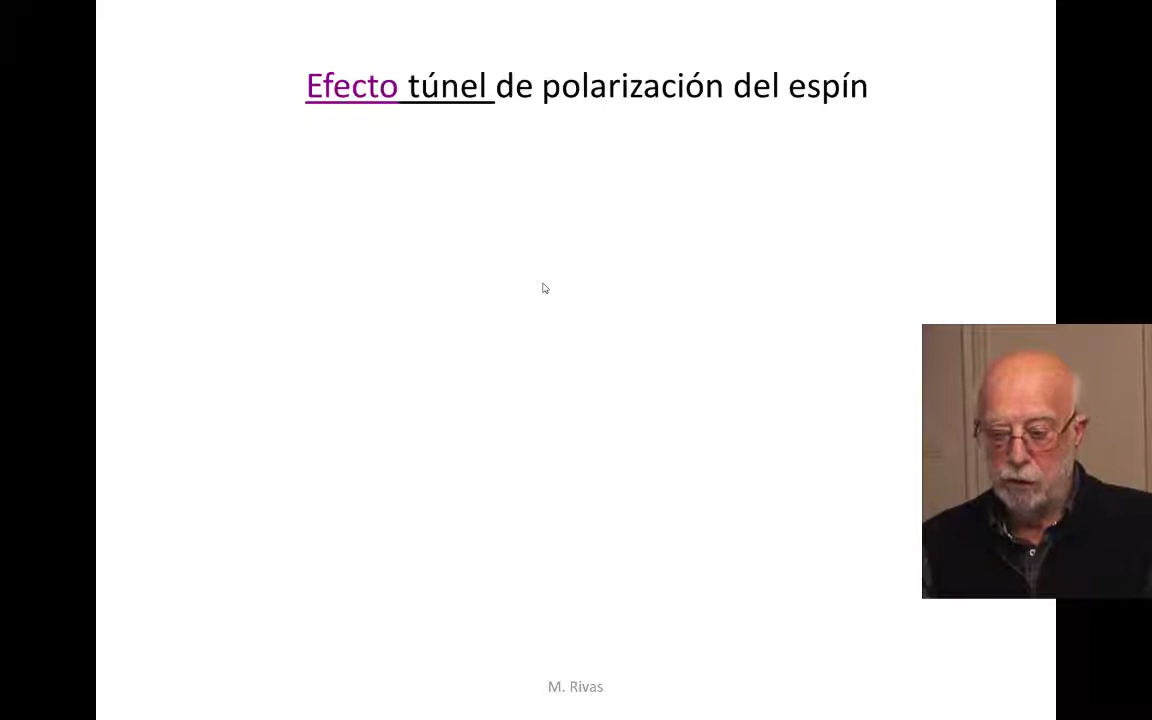 Efecto túnel de polarización del espín
M. Rivas